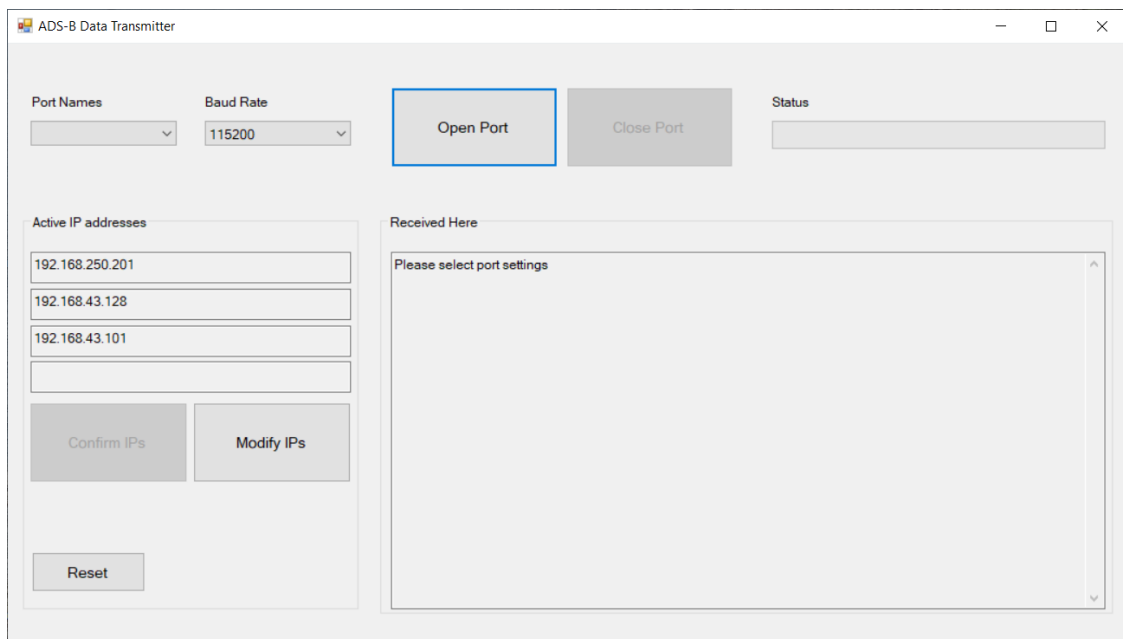 ADS-B Data Transmitter
Port Names
Baud Rate
115200
Open Port
Close Port
Status
Active IP addresses
192.168.250.201
192.168.43.128
192.168.43.101
Confirm IPs
Modify IPs
Reset
Received Here
Please select port settings